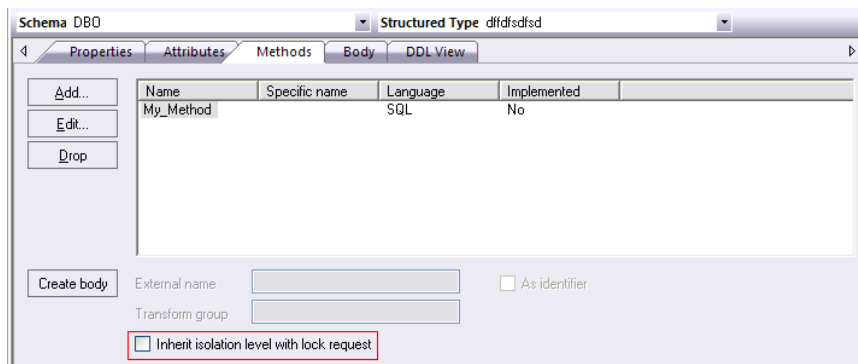 Schema DBO Structured Type dffdfsdfsd
Properties Attributes Methods Body DDL View
Add... Name Specific name Language Implemented
My_Method SQL No
Edit...
Drop
Create body External name As identifier
Transform group
Inherit isolation level with lock request